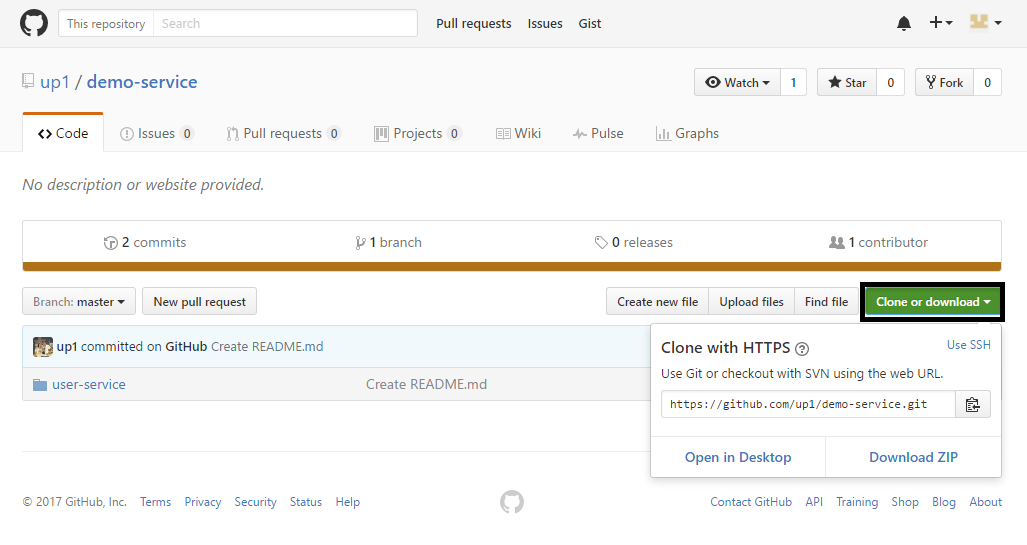 This repository Search Pull requests Issues Gist
up1 / demo-service Watch 1 Star 0 Fork 0
Code Issues 0 Pull requests 0 Projects 0 Wiki Pulse Graphs
No description or website provided.
2 commits 1 branch 0 releases 1 contributor
Branch: master New pull request Create new file Upload files Find file Clone or download
up1 committed on GitHub Create README.md
user-service Create README.md
Clone with HTTPS ? Use SSH
Use Git or checkout with SVN using the web URL.
https://github.com/up1/demo-service.git
Open in Desktop Download ZIP
© 2017 GitHub, Inc. Terms Privacy Security Status Help Contact GitHub API Training Shop Blog About